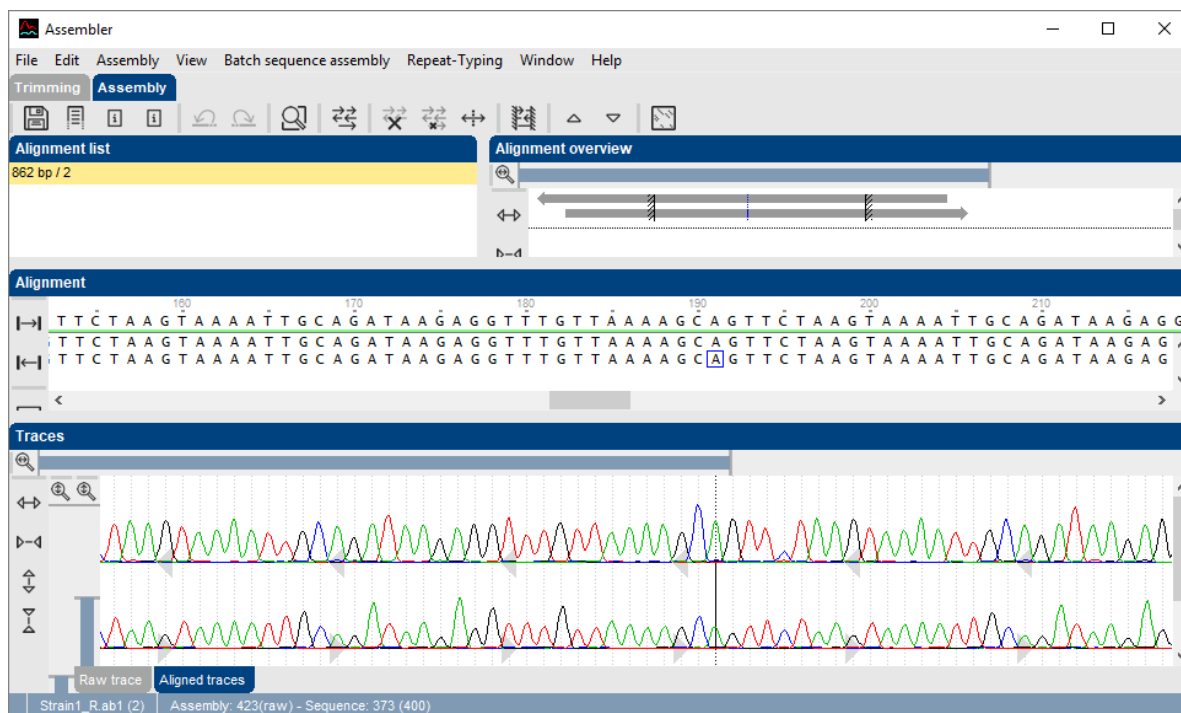 Assembler
File Edit Assembly View Batch sequence assembly Repeat-Typing Window Help
Trimming Assembly
Alignment list
Alignment overview
862 bp / 2
Alignment
160 170 180 190 200 210
T T C T A A G T A A A A T T G C A G A T A A G A G G T T T G T T A A A A G C A G T T C T A A G T A A A A T T G C A G A T A A G A G G
T T C T A A G T A A A A T T G C A G A T A A G A G G T T T G T T A A A A G C A G T T C T A A G T A A A A T T G C A G A T A A G A G
T T C T A A G T A A A A T T G C A G A T A A G A G G T T T G T T A A A A G C A G T T C T A A G T A A A A T T G C A G A T A A G A G
Traces
Raw trace Aligned traces
Strain1_R.ab1 (2) Assembly: 423(raw) - Sequence: 373 (400)